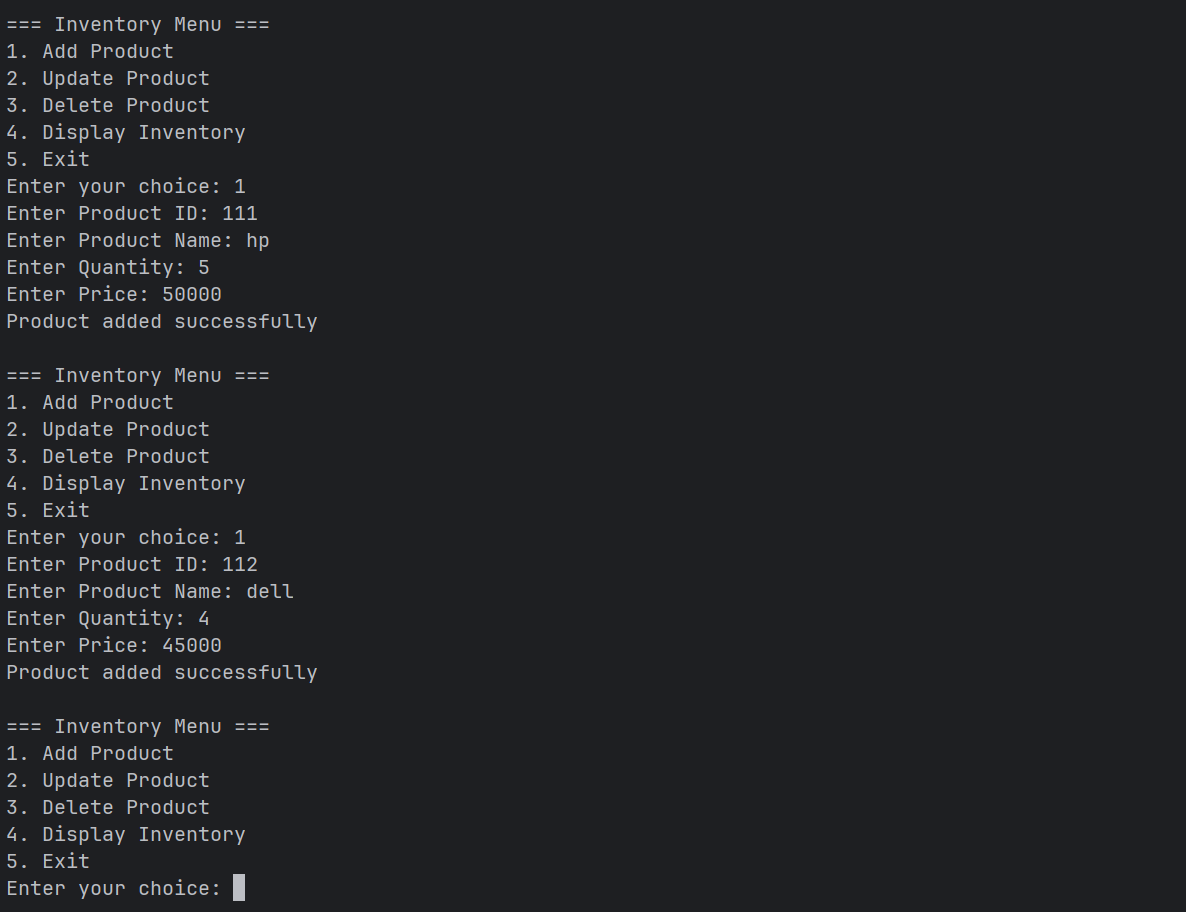 === Inventory Menu ===
1. Add Product
2. Update Product
3. Delete Product
4. Display Inventory
5. Exit
Enter your choice: 1
Enter Product ID: 111
Enter Product Name: hp
Enter Quantity: 5
Enter Price: 50000
Product added successfully

=== Inventory Menu ===
1. Add Product
2. Update Product
3. Delete Product
4. Display Inventory
5. Exit
Enter your choice: 1
Enter Product ID: 112
Enter Product Name: dell
Enter Quantity: 4
Enter Price: 45000
Product added successfully

=== Inventory Menu ===
1. Add Product
2. Update Product
3. Delete Product
4. Display Inventory
5. Exit
Enter your choice: